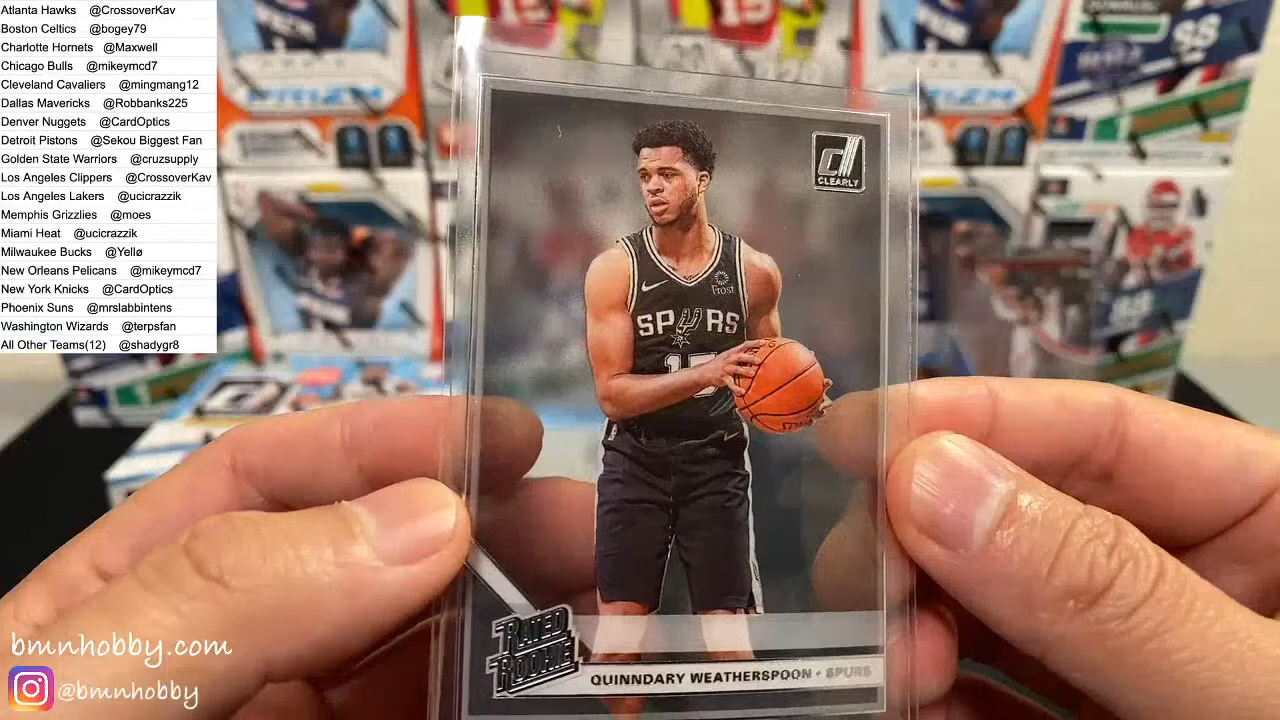 Atlanta Hawks @CrossoverKav
Boston Celtics @bogey79
Charlotte Hornets @Maxwell
Chicago Bulls @mikeymcd7
Cleveland Cavaliers @mingmang12
Dallas Mavericks @Robbanks225
Denver Nuggets @CardOptics
Detroit Pistons @Sekou Biggest Fan
Golden State Warriors @cruzsupply
Los Angeles Clippers @CrossoverKav
Los Angeles Lakers @ucicrazzik
Memphis Grizzlies @moes
Miami Heat @ucicrazzik
Milwaukee Bucks @Yellø
New Orleans Pelicans @mikeymcd7
New York Knicks @CardOptics
Phoenix Suns @mrslabbintens
Washington Wizards @terpsfan
All Other Teams(12) @shadygr8
PRIZM
PRIZM
d
CLEARLY
Frost
SPURS
15
RATED
ROOKIE
QUINNDARY WEATHERSPOON • SPURS
bmnhobby.com
@bmnhobby